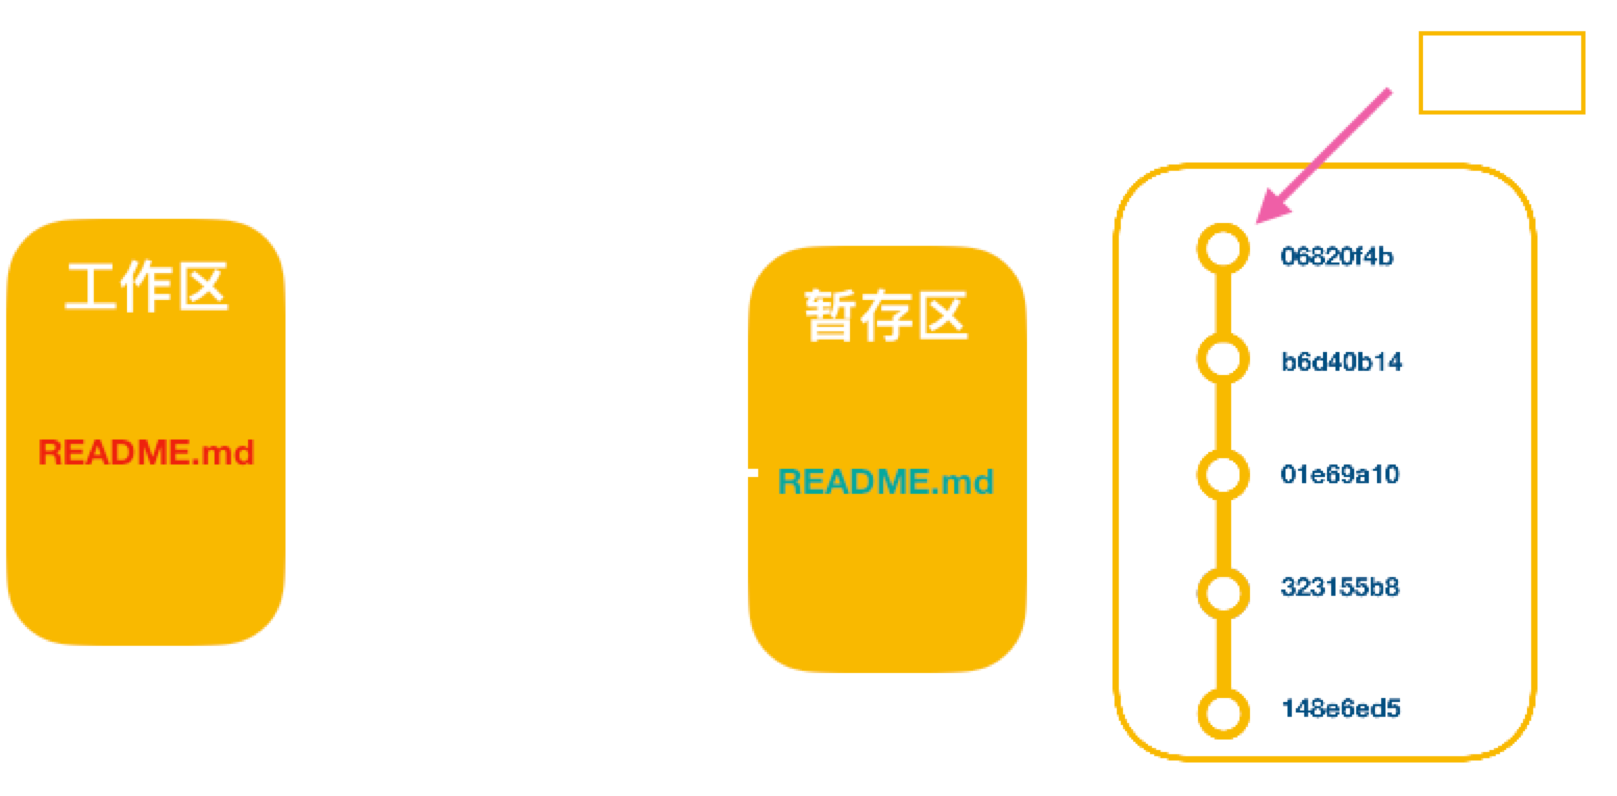 工作区
README.md
暂存区
README.md
06820f4b
b6d40b14
01e69a10
323155b8
148e6ed5